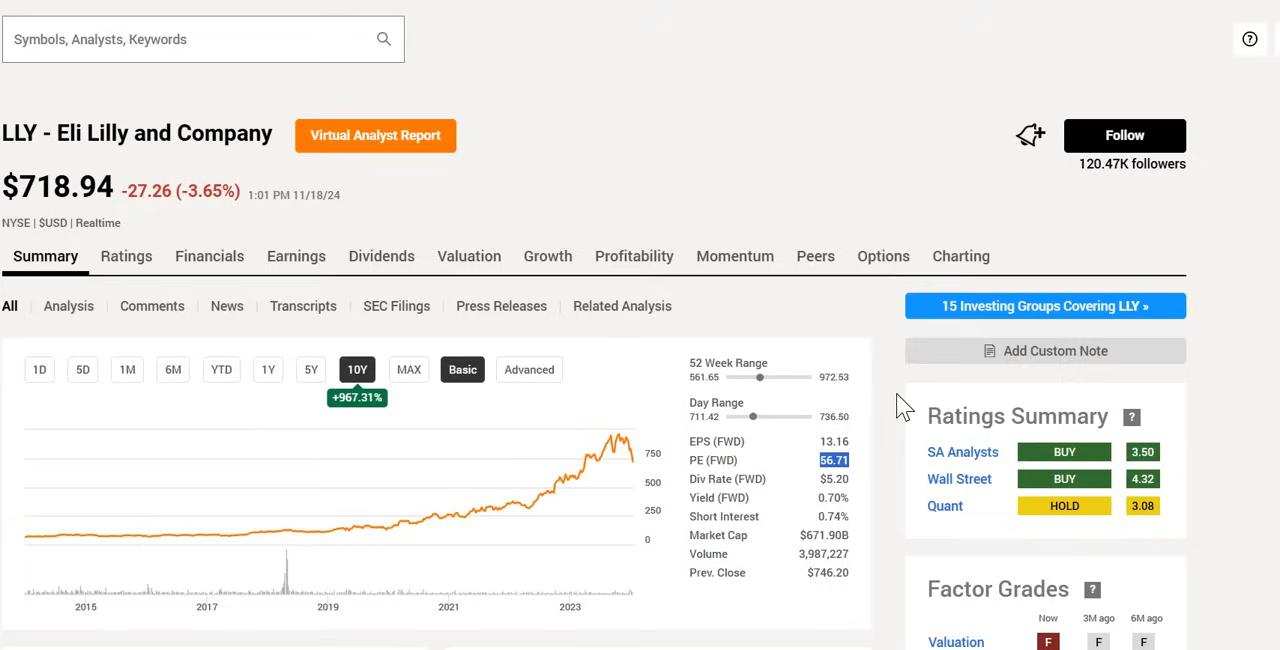 Symbols, Analysts, Keywords
LLY - Eli Lilly and Company
Virtual Analyst Report
Follow
120.47K followers
$718.94 -27.26 (-3.65%) 1:01 PM 11/18/24
NYSE | $USD | Realtime
Summary Ratings Financials Earnings Dividends Valuation Growth Profitability Momentum Peers Options Charting
All Analysis Comments News Transcripts SEC Filings Press Releases Related Analysis
15 Investing Groups Covering LLY »
Add Custom Note
1D 5D 1M 6M YTD 1Y 5Y 10Y MAX Basic Advanced
+967.31%
750
500
250
0
2015 2017 2019 2021 2023
52 Week Range
561.65 972.53
Day Range
711.42 736.50
EPS (FWD) 13.16
PE (FWD) 56.71
Div Rate (FWD) $5.20
Yield (FWD) 0.70%
Short Interest 0.74%
Market Cap $671.90B
Volume 3,987,227
Prev. Close $746.20
Ratings Summary ?
SA Analysts BUY 3.50
Wall Street BUY 4.32
Quant HOLD 3.08
Factor Grades ?
Now 3M ago 6M ago
Valuation F F F